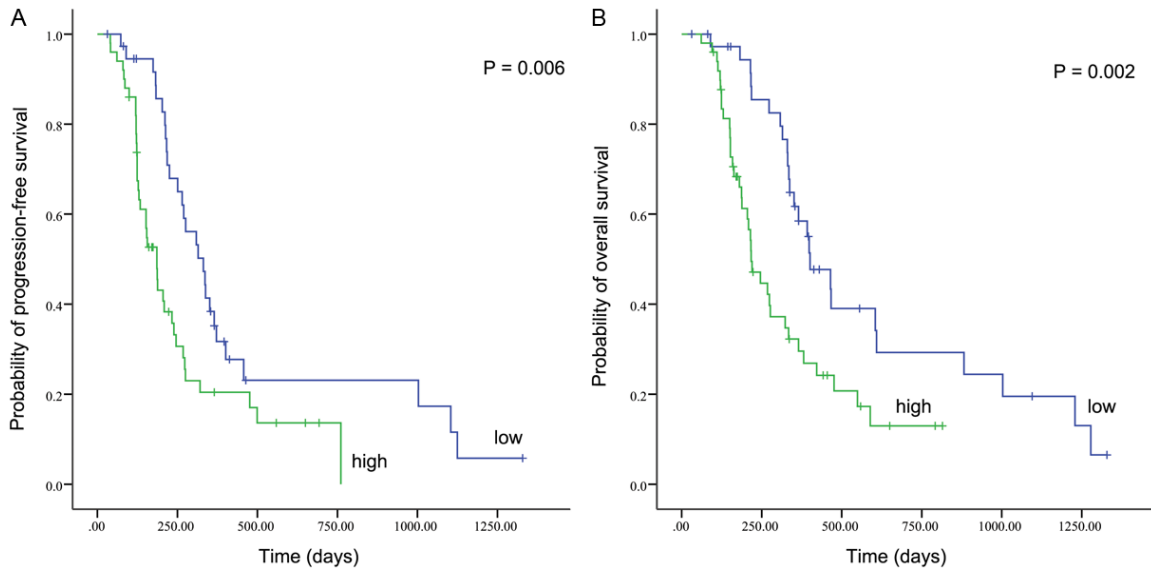 A
Probability of progression-free survival
1.0
0.8
0.6
0.4
0.2
0.0
P = 0.006
low
high
.00 250.00 500.00 750.00 1000.00 1250.00
Time (days)
B
Probability of overall survival
1.0
0.8
0.6
0.4
0.2
0.0
P = 0.002
high
low
.00 250.00 500.00 750.00 1000.00 1250.00
Time (days)